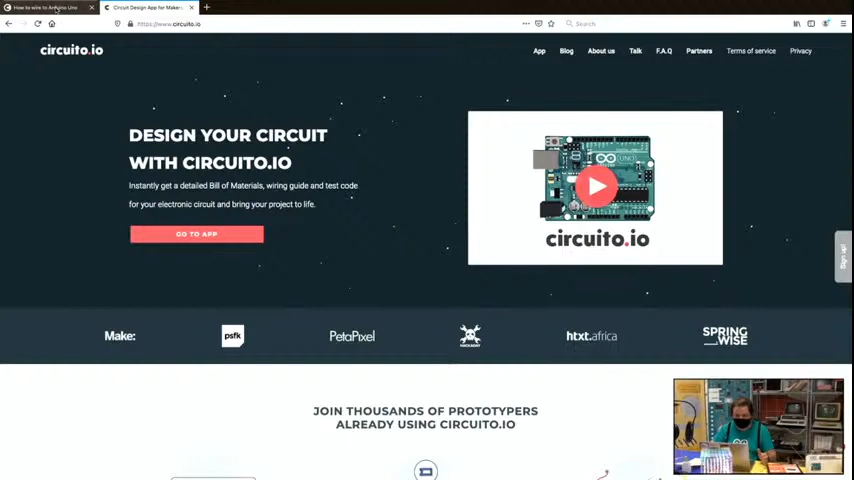 How to wire to Arduino Uno
Circuit Design App for Maker
https://www.circuito.io
Search
circuito.io
App Blog About us Talk F.A.Q Partners Terms of service Privacy
DESIGN YOUR CIRCUIT
WITH CIRCUITO.IO
Instantly get a detailed Bill of Materials, wiring guide and test code
for your electronic circuit and bring your project to life.
GO TO APP
UNO
circuito.io
Sign up!
Make: psfk PetaPixel HACKADAY htxt.africa SPRING
WISE
JOIN THOUSANDS OF PROTOTYPERS
ALREADY USING CIRCUITO.IO